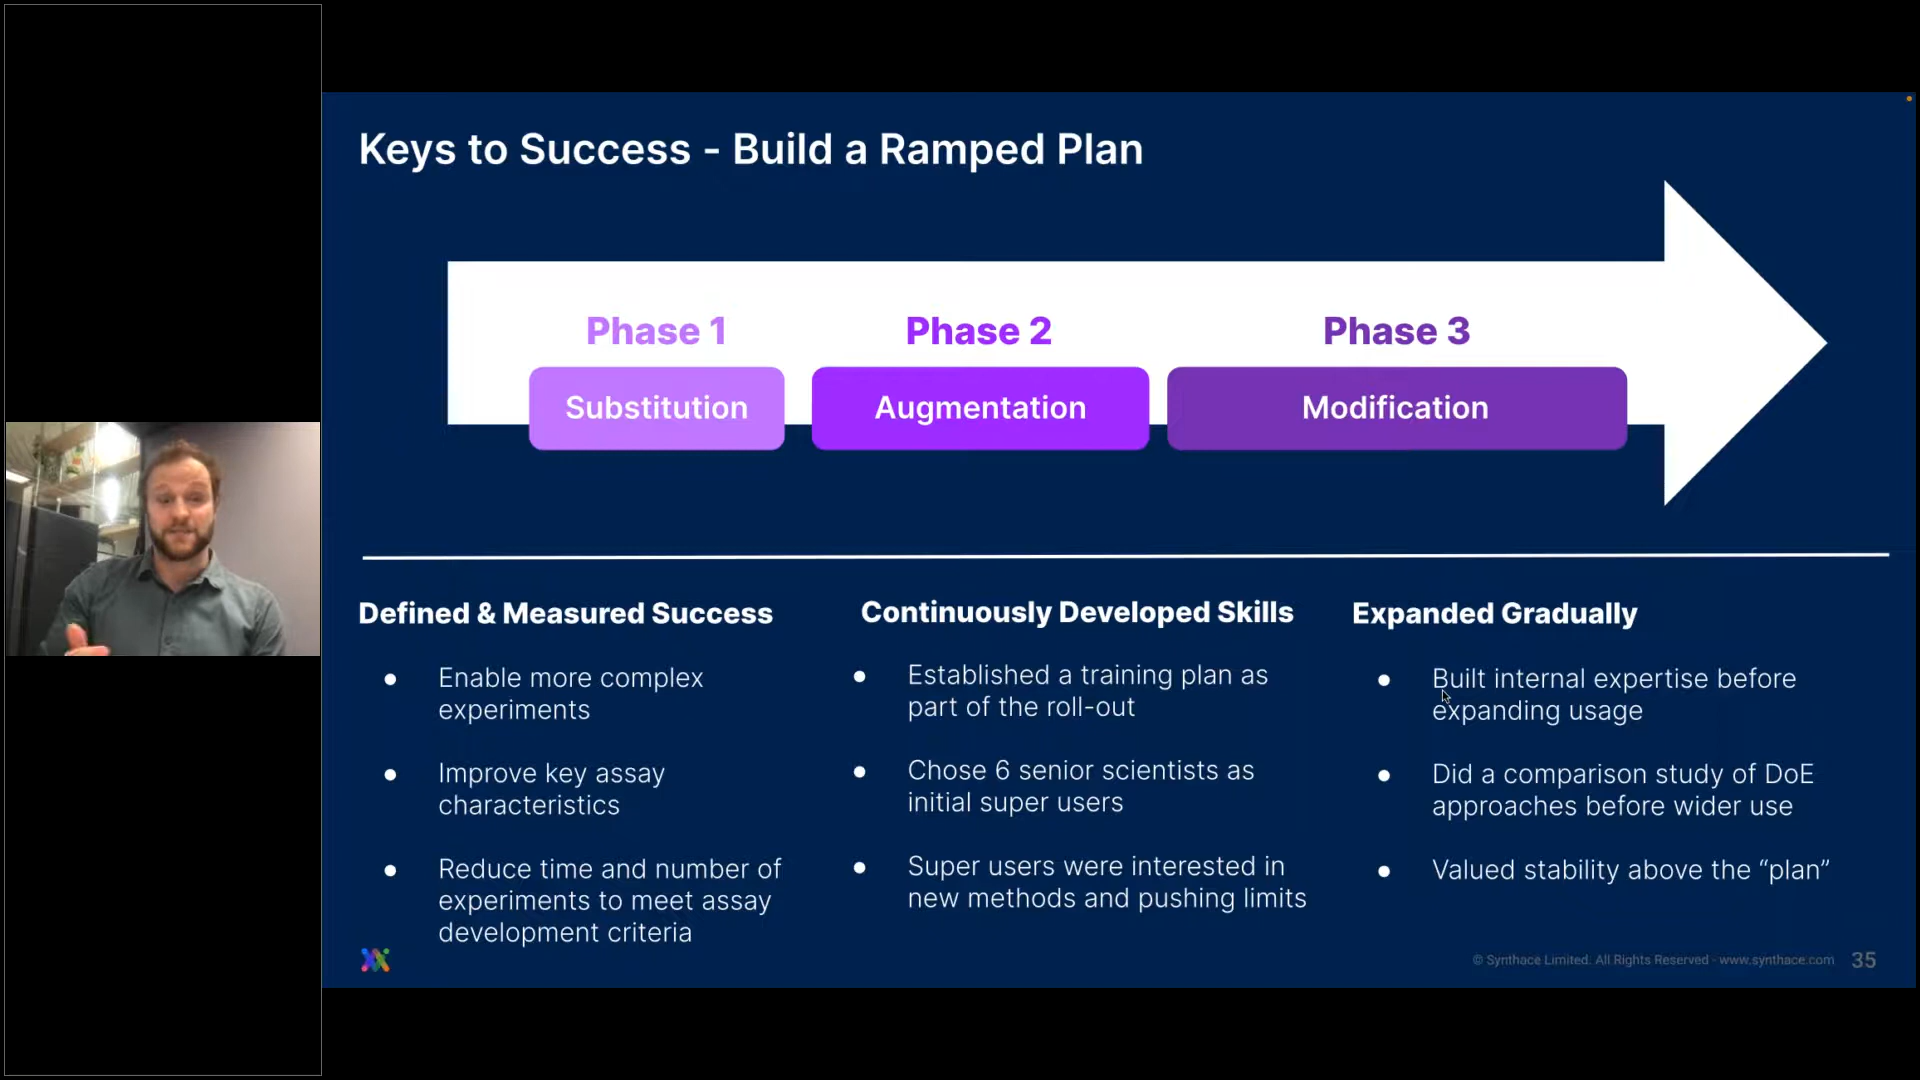 Keys to Success - Build a Ramped Plan
Phase 1
Phase 2
Phase 3
Substitution
Augmentation
Modification
Defined & Measured Success
Enable more complex
experiments
Improve key assay
characteristics
Reduce time and number of
experiments to meet assay
development criteria
Continuously Developed Skills
Established a training plan as
part of the roll-out
Chose 6 senior scientists as
initial super users
Super users were interested in
new methods and pushing limits
Expanded Gradually
Built internal expertise before
expanding usage
Did a comparison study of DoE
approaches before wider use
Valued stability above the “plan”
© Synthace Limited. All Rights Reserved - www.synthace.com 35